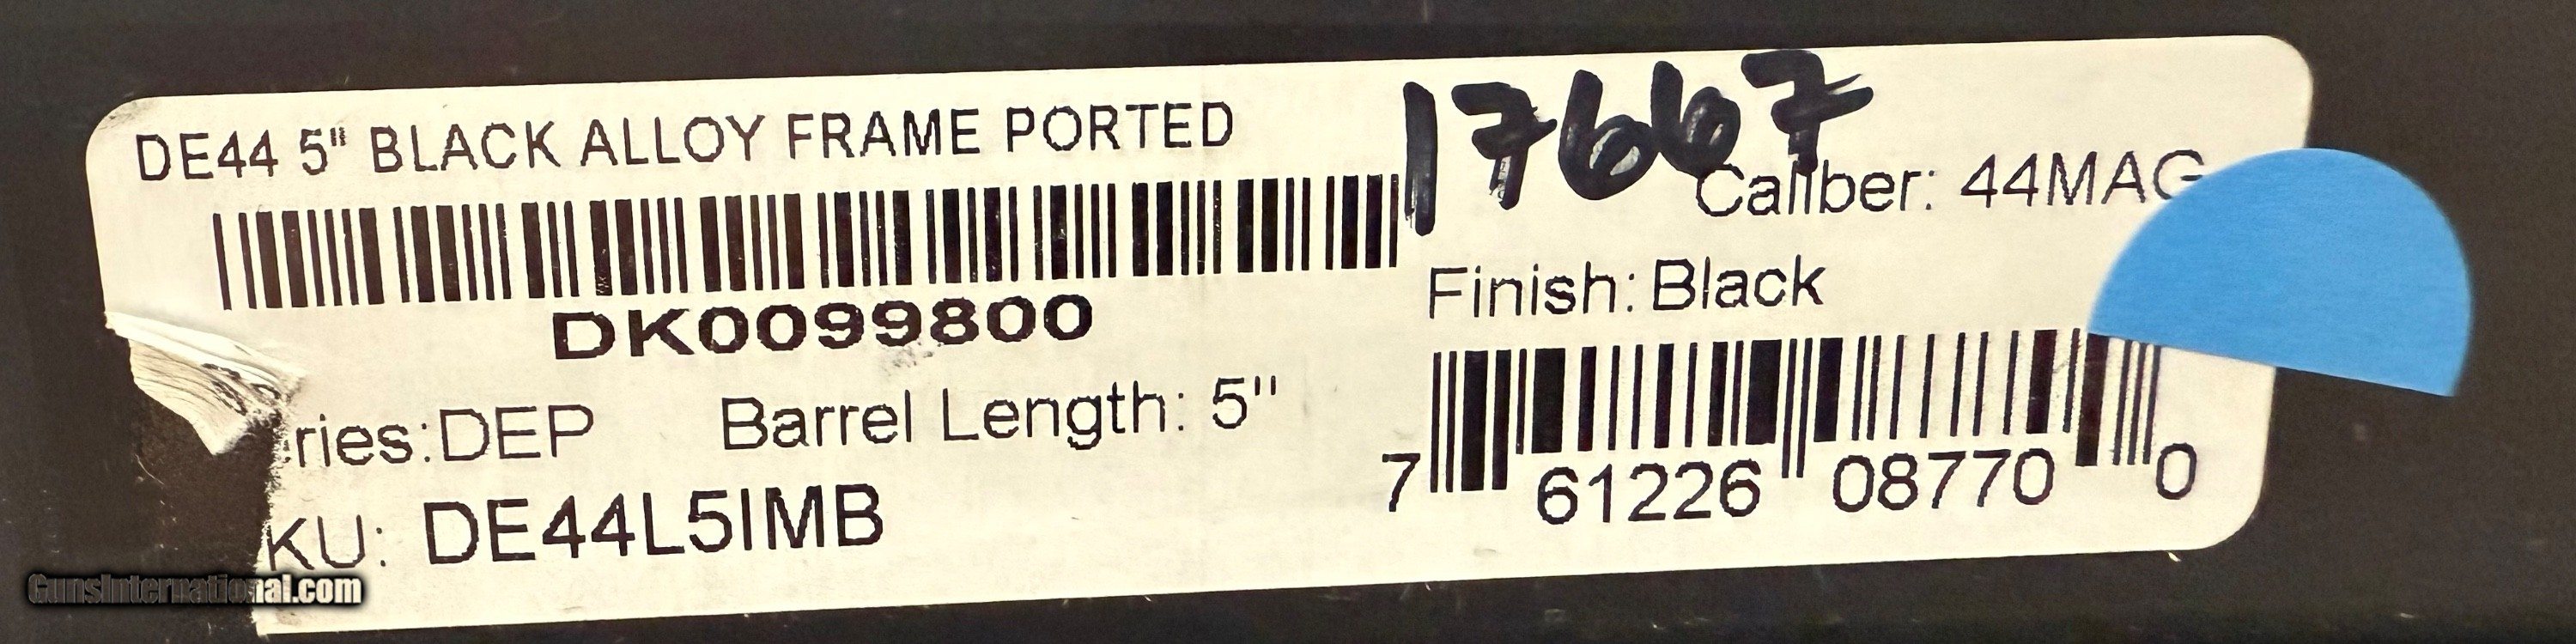 DE44 5" BLACK ALLOY FRAME PORTED
17667
Caliber: 44MAG
DK0099800
Finish: Black
ries:DEP Barrel Length: 5"
KU: DE44L5IMB
7 61226 08770 0
GunsInternational.com